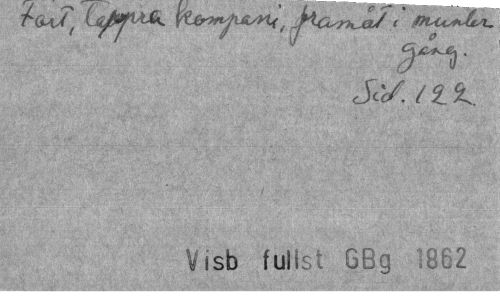 Fort, tappra kompani, framåt i munter
gång.
Sid. 122.
Visb fullst GBg 1862